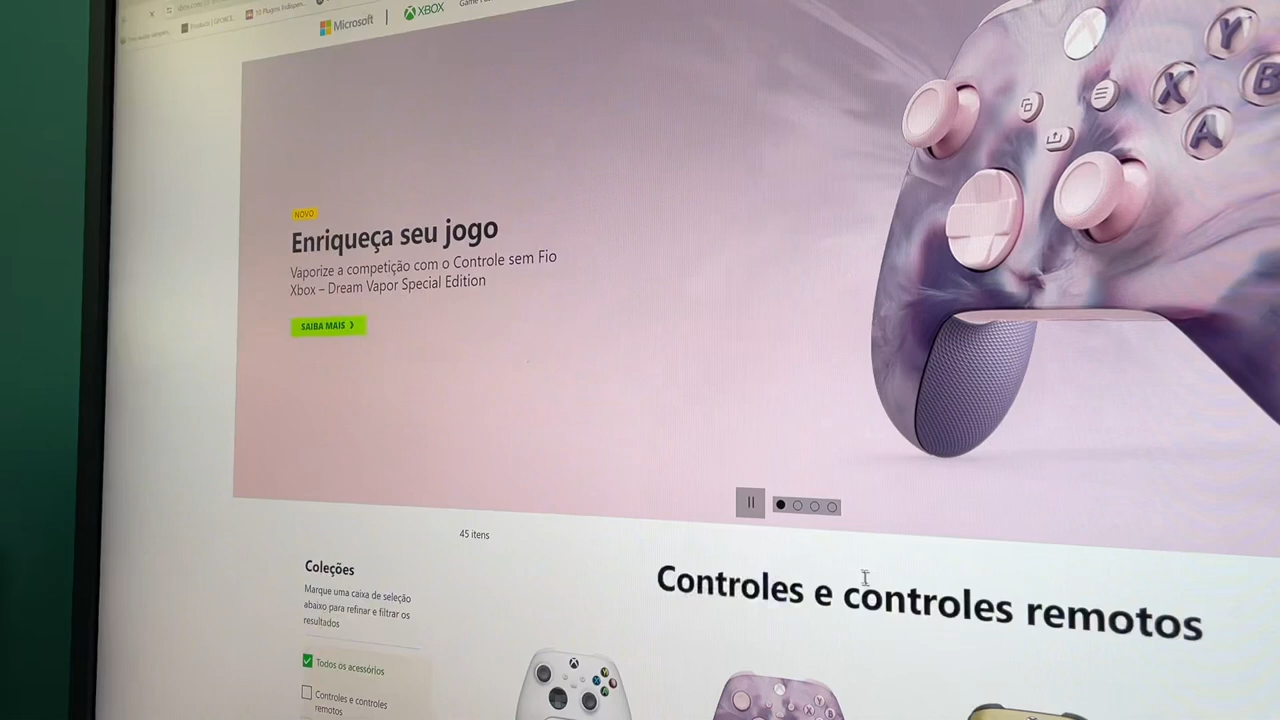 Microsoft | XBOX
NOVO
Enriqueça seu jogo
Vaporize a competição com o Controle sem Fio
Xbox – Dream Vapor Special Edition
SAIBA MAIS
Y
X
B
A
45 itens
Coleções
Marque uma caixa de seleção
abaixo para refinar e filtrar os
resultados
Todos os acessórios
Controles e controles
remotos
Controles e controles remotos